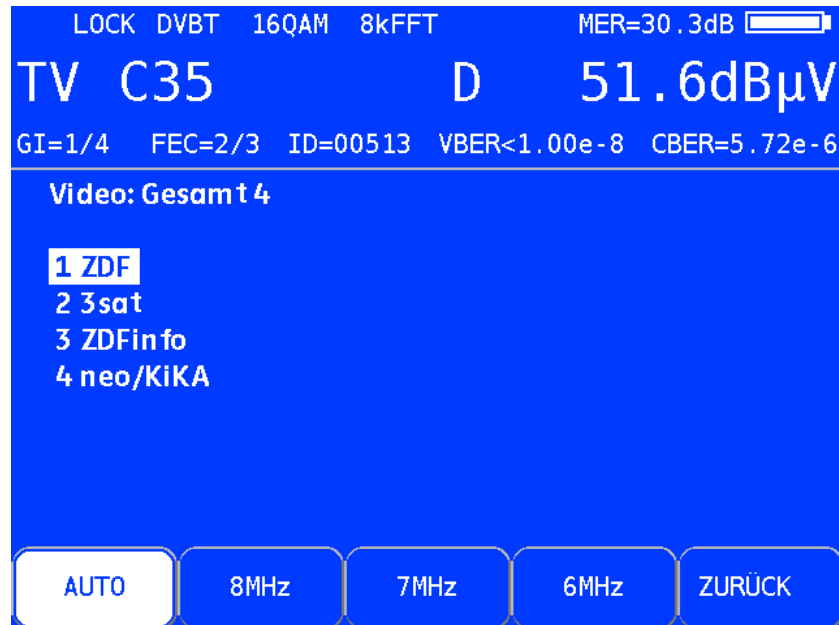 LOCK DVBT 16QAM 8kFFT MER=30.3dB
TV C35 D 51.6dBµV
GI=1/4 FEC=2/3 ID=00513 VBER<1.00e-8 CBER=5.72e-6
Video: Gesamt 4
1 ZDF
2 3sat
3 ZDFinfo
4 neo/KiKA
AUTO 8MHz 7MHz 6MHz ZURÜCK